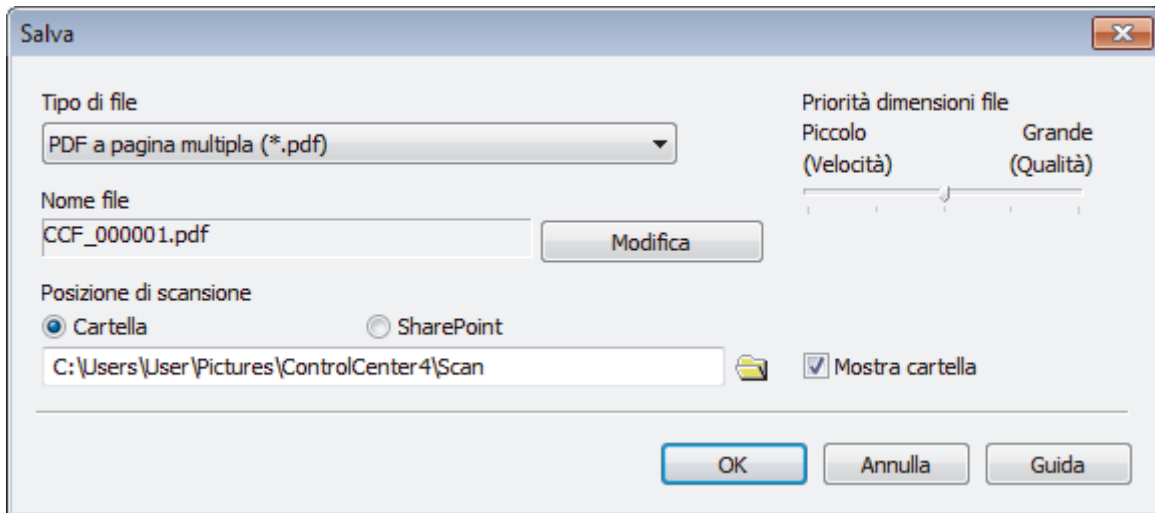 Salva
Tipo di file
PDF a pagina multipla (*.pdf)
Priorità dimensioni file
Piccolo Grande
(Velocità) (Qualità)
Nome file
CCF_000001.pdf
Modifica
Posizione di scansione
Cartella SharePoint
C:\Users\User\Pictures\ControlCenter4\Scan
Mostra cartella
OK Annulla Guida